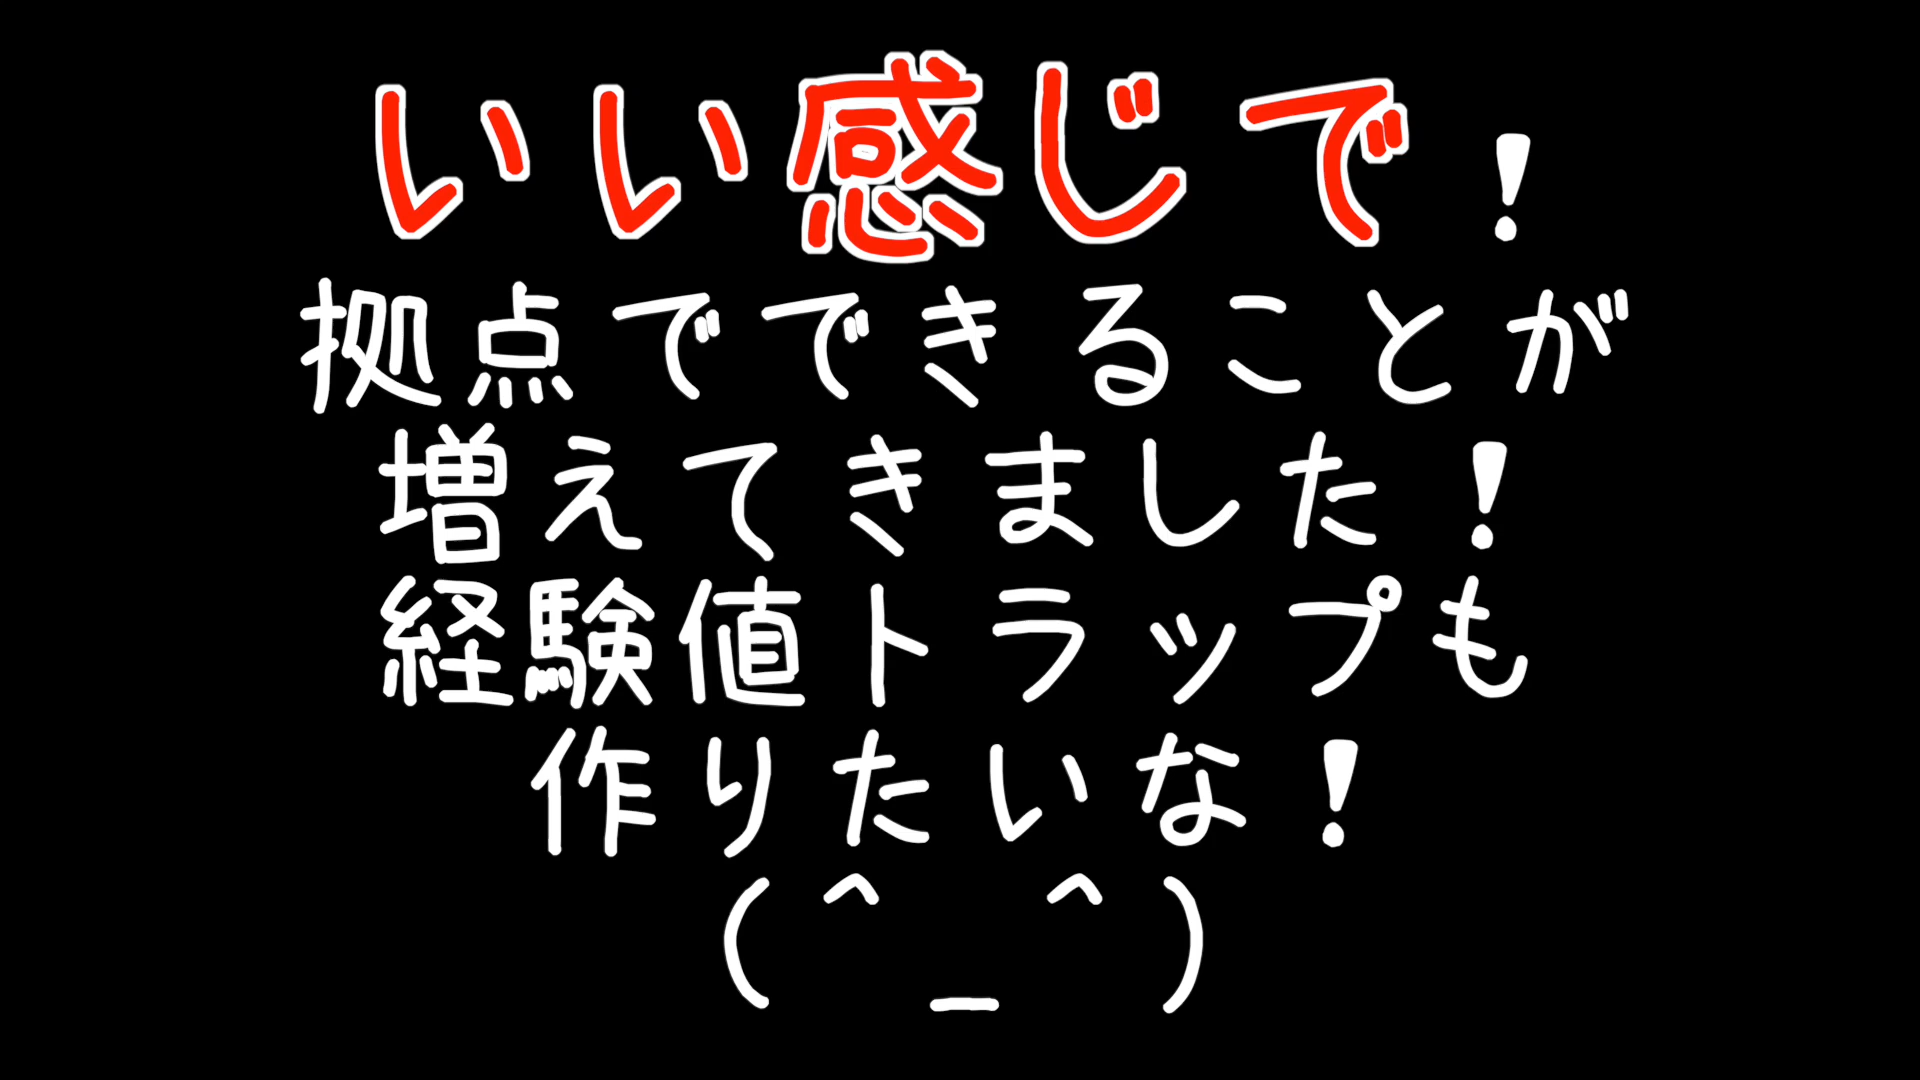 いい感じで！
拠点でできることが
増えてきました！
経験値トラップも
作りたいな！
(^_^)